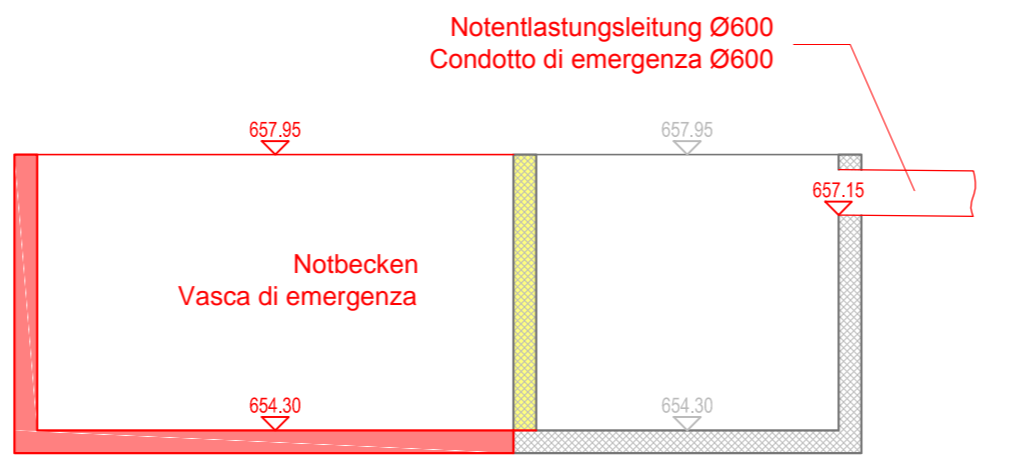 Notentlastungsleitung Ø600
Condotto di emergenza Ø600
657.95
657.95
657.15
Notbecken
Vasca di emergenza
654.30
654.30